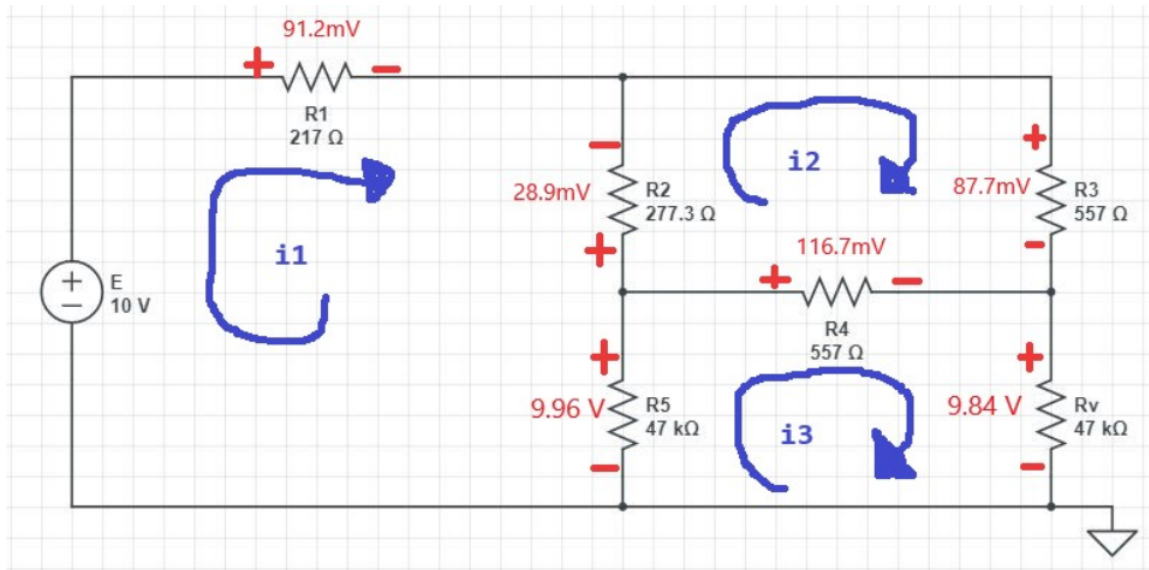 91.2mV
+ −
R1
217 Ω
i1
+
−
E
10 V
−
28.9mV
+
R2
277.3 Ω
i2
+
87.7mV
−
R3
557 Ω
116.7mV
+ −
R4
557 Ω
+
9.96 V
−
R5
47 kΩ
i3
+
9.84 V
−
Rv
47 kΩ